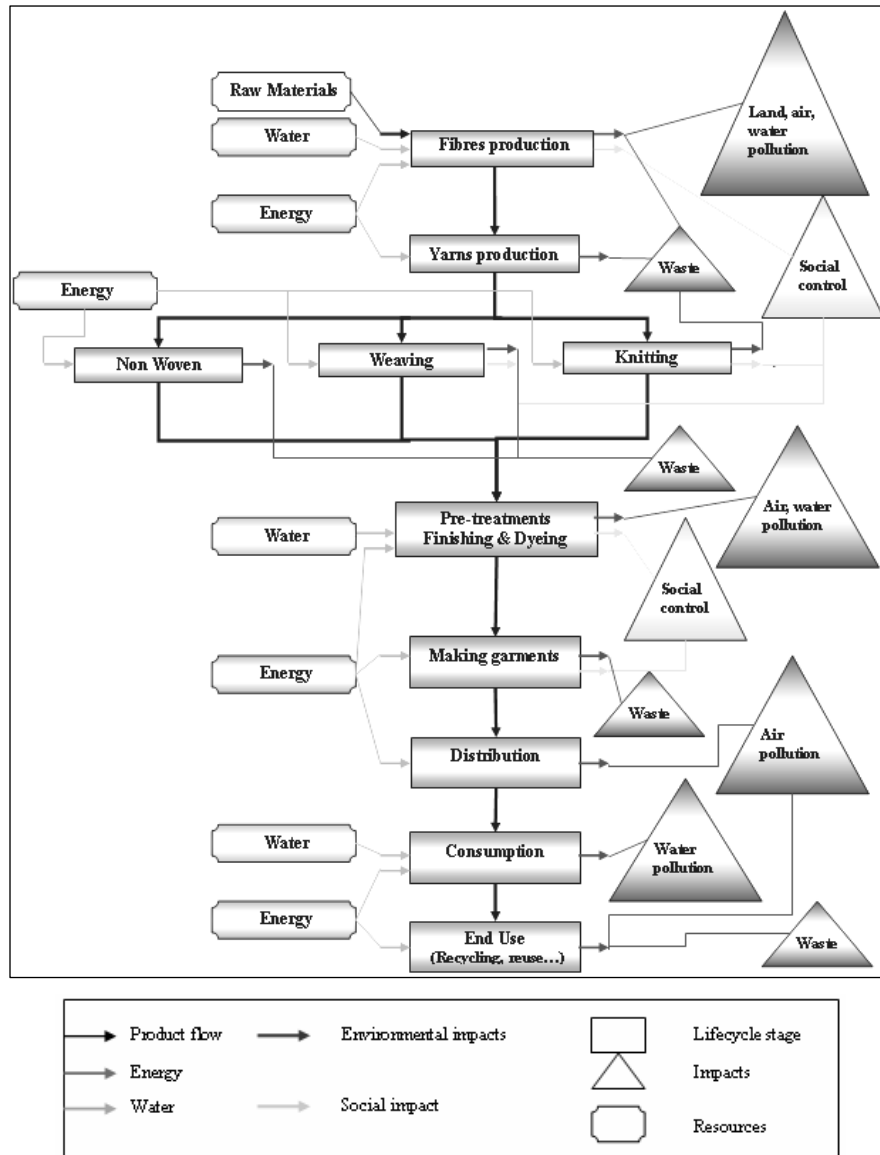 Raw Materials
Land, air,
water
pollution
Water
Fibres production
Energy
Yarns production
Waste
Social
control
Energy
Non Woven
Weaving
Knitting
Waste
Pre-treatments
Finishing & Dyeing
Air, water
pollution
Water
Social
control
Energy
Making garments
Waste
Distribution
Air
pollution
Water
Consumption
Water
pollution
Energy
End Use
(Recycling, reuse…)
Waste
Product flow
Environmental impacts
Lifecycle stage
Energy
Impacts
Water
Social impact
Resources